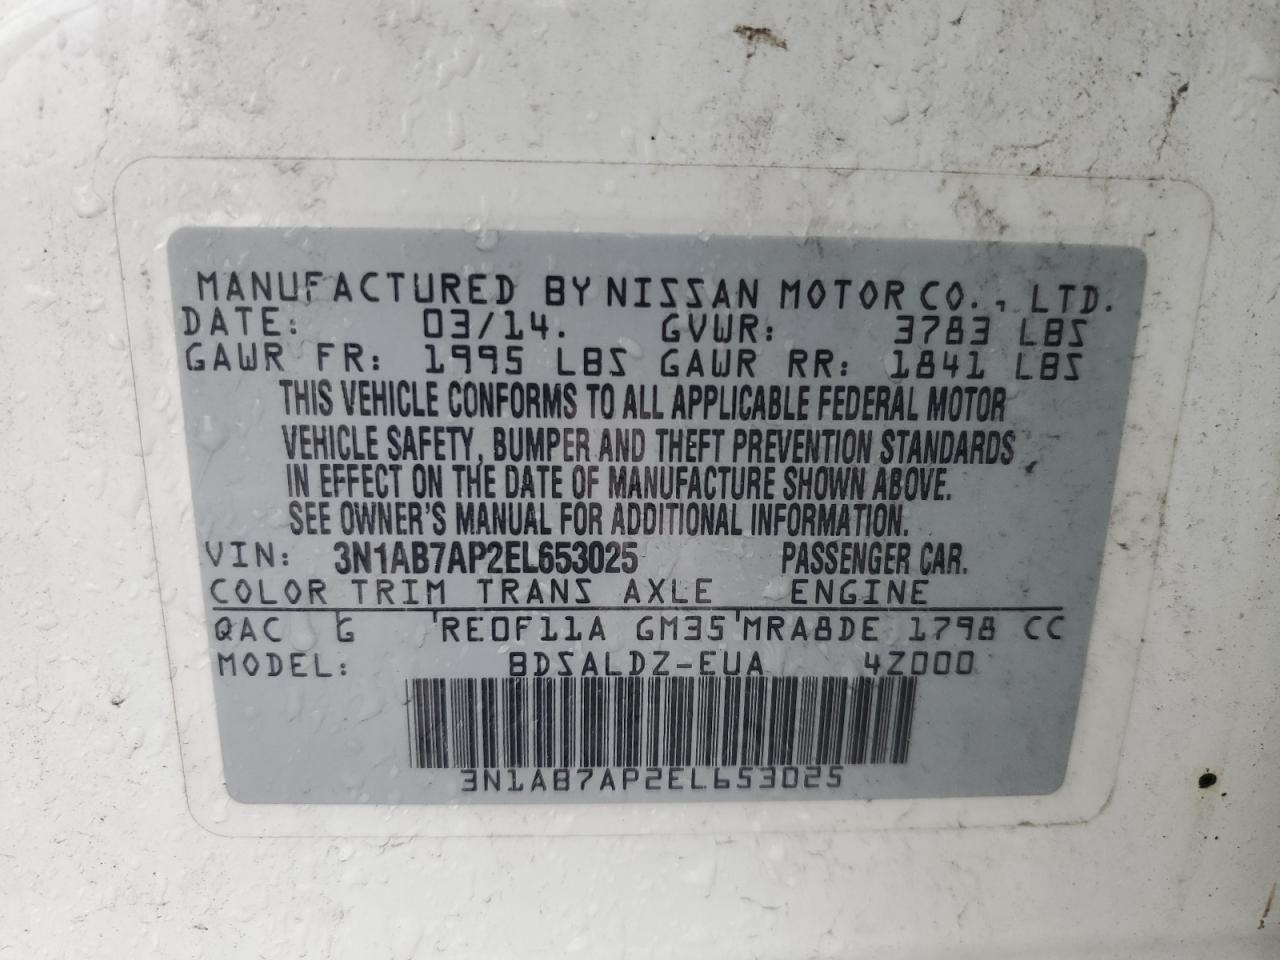 MANUFACTURED BY NISSAN MOTOR CO., LTD.
DATE: 03/14. GVWR: 3783 LBS
GAWR FR: 1995 LBS GAWR RR: 1841 LBS
THIS VEHICLE CONFORMS TO ALL APPLICABLE FEDERAL MOTOR
VEHICLE SAFETY, BUMPER AND THEFT PREVENTION STANDARDS
IN EFFECT ON THE DATE OF MANUFACTURE SHOWN ABOVE.
SEE OWNER'S MANUAL FOR ADDITIONAL INFORMATION.
VIN: 3N1AB7AP2EL653025 PASSENGER CAR.
COLOR TRIM TRANS AXLE ENGINE
QAC G RE0F11A GM35 MRA8DE 1798 CC
MODEL: BDSALDZ-EUA 4Z000
3N1AB7AP2EL653025